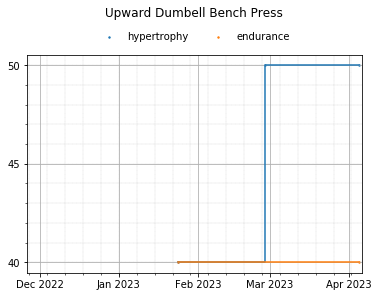 Upward Dumbell Bench Press
hypertrophy endurance
50
45
40
Dec 2022 Jan 2023 Feb 2023 Mar 2023 Apr 2023